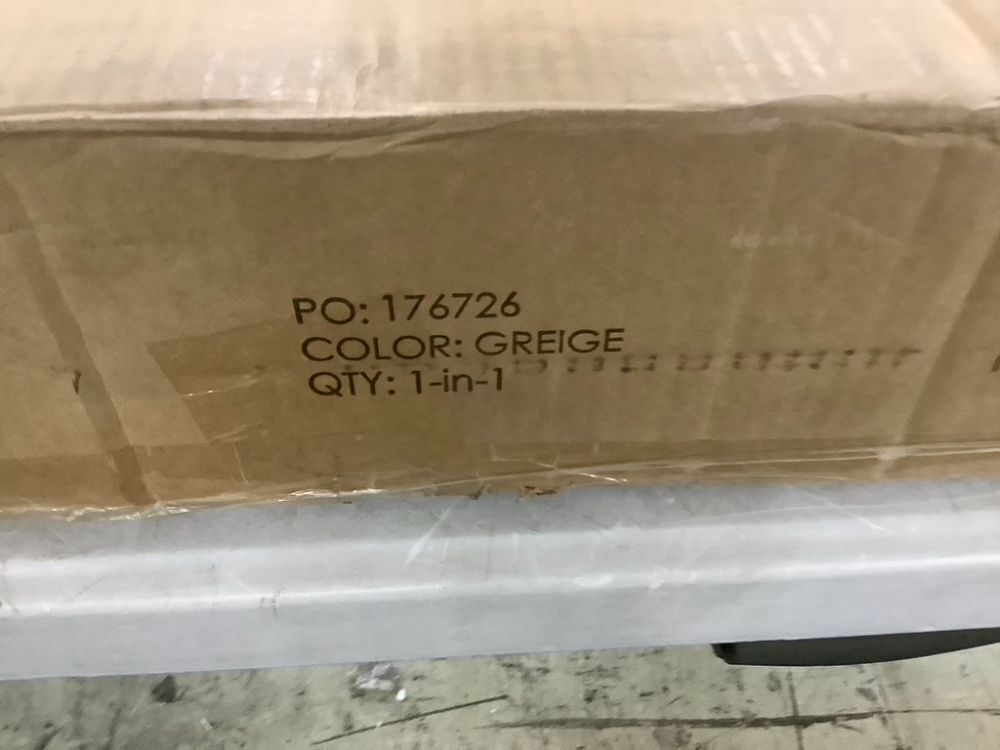 PO: 176726
COLOR: GREIGE
QTY: 1-in-1